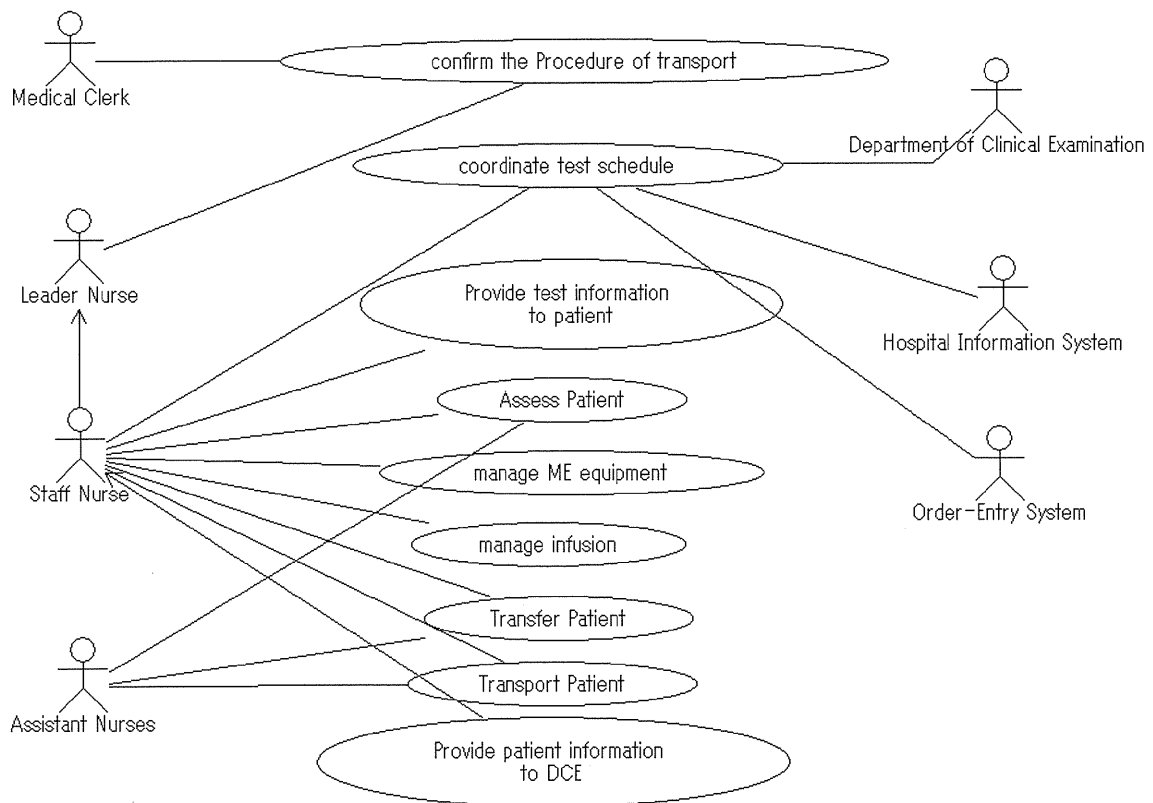 confirm the Procedure of transport
Medical Clerk
Department of Clinical Examination
coordinate test schedule
Leader Nurse
Provide test information
to patient
Hospital Information System
Assess Patient
manage ME equipment
Staff Nurse
Order-Entry System
manage infusion
Transfer Patient
Transport Patient
Assistant Nurses
Provide patient information
to DCE